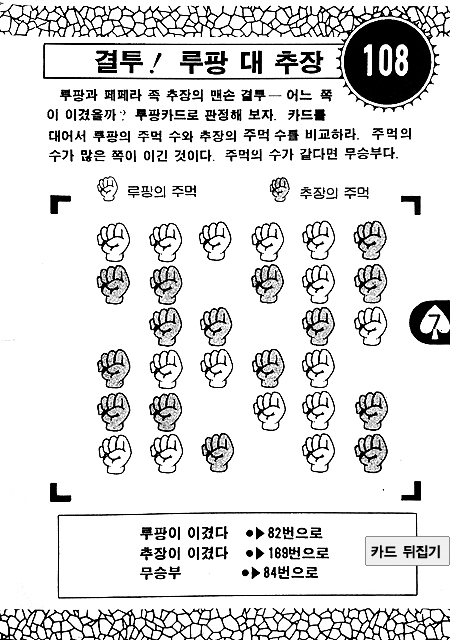 결투! 루팡 대 추장
108
루팡과 페페라 족 추장의 맨손 결투— 어느 쪽
이 이겼을까? 루팡카드로 판정해 보자. 카드를
대어서 루팡의 주먹 수와 추장의 주먹 수를 비교하라. 주먹의
수가 많은 쪽이 이긴 것이다. 주먹의 수가 같다면 무승부다.
루팡의 주먹 추장의 주먹
7
루팡이 이겼다 ●▶82번으로
추장이 이겼다 ●▶169번으로
무승부 ●▶84번으로
카드 뒤집기